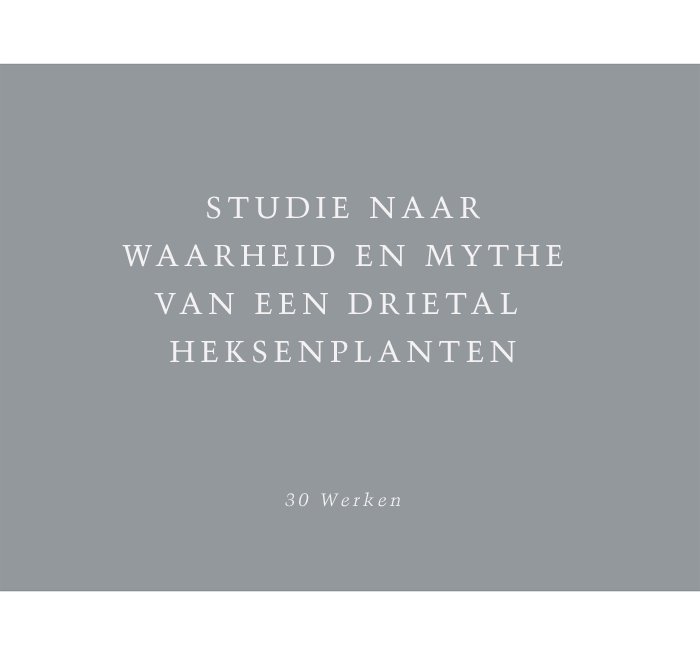 STUDIE NAAR
WAARHEID EN MYTHE
VAN EEN DRIETAL
HEKSENPLANTEN
30 Werken